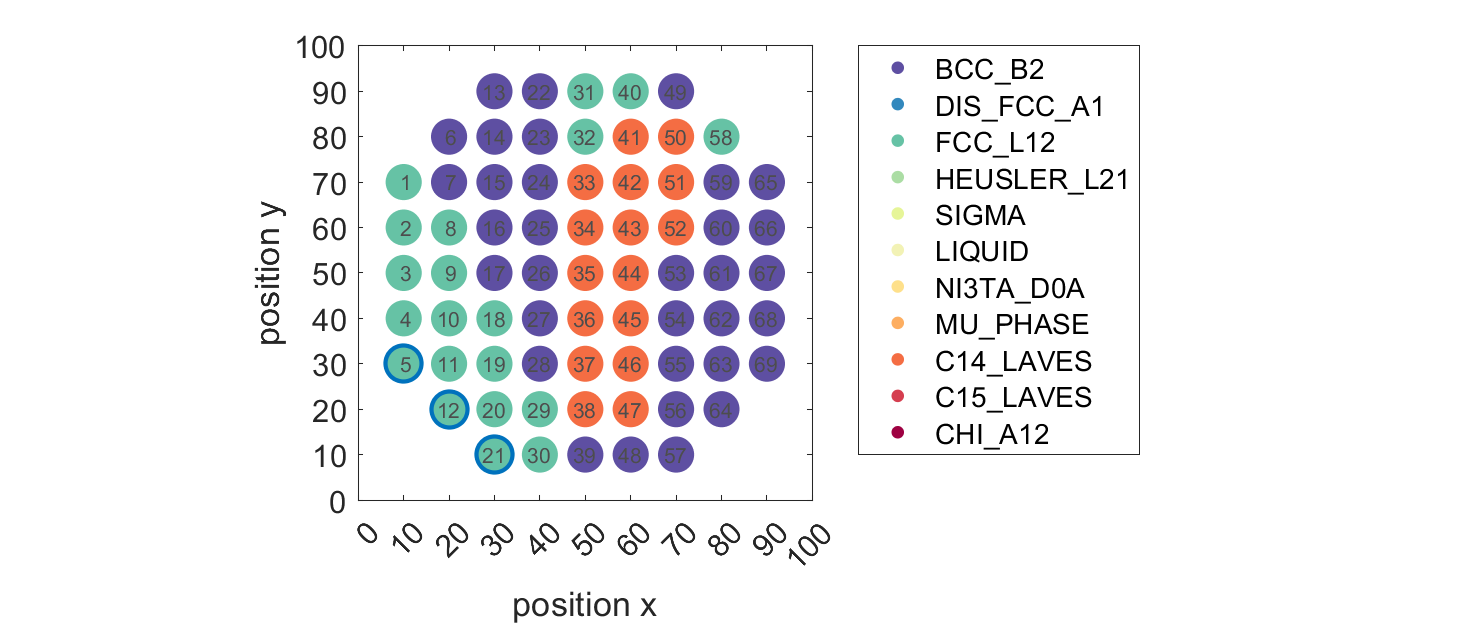 100
90
80
70
60
50
40
30
20
10
0
position y
13 22 31 40 49
6 14 23 32 41 50 58
1 7 15 24 33 42 51 59 65
2 8 16 25 34 43 52 60 66
3 9 17 26 35 44 53 61 67
4 10 18 27 36 45 54 62 68
5 11 19 28 37 46 55 63 69
12 20 29 38 47 56 64
21 30 39 48 57
0 10 20 30 40 50 60 70 80 90 100
position x
BCC_B2
DIS_FCC_A1
FCC_L12
HEUSLER_L21
SIGMA
LIQUID
NI3TA_D0A
MU_PHASE
C14_LAVES
C15_LAVES
CHI_A12